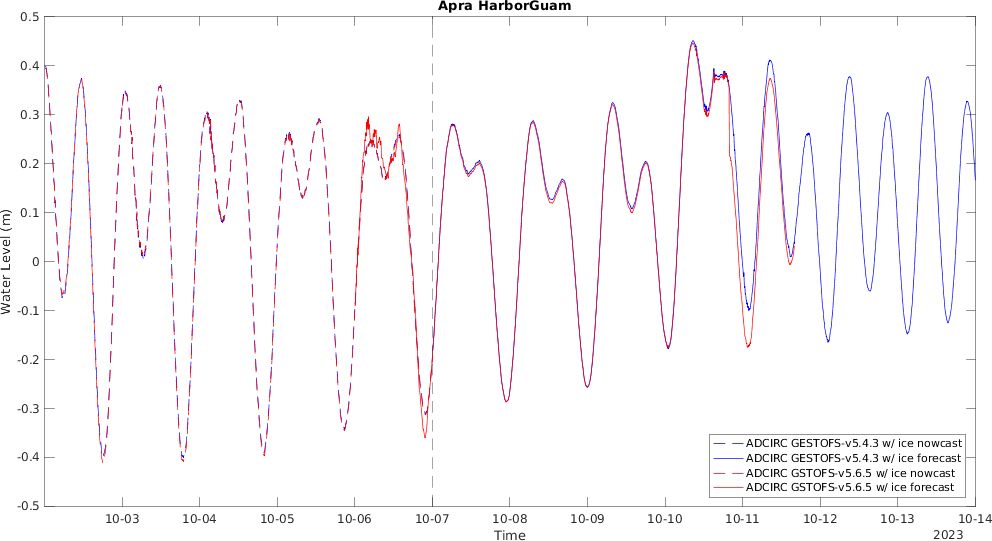 Apra HarborGuam
0.5
0.4
0.3
0.2
0.1
0
-0.1
-0.2
-0.3
-0.4
-0.5
Water Level (m)
ADCIRC GESTOFS-v5.4.3 w/ ice nowcast
ADCIRC GESTOFS-v5.4.3 w/ ice forecast
ADCIRC GSTOFS-v5.6.5 w/ ice nowcast
ADCIRC GSTOFS-v5.6.5 w/ ice forecast
10-03 10-04 10-05 10-06 10-07 10-08 10-09 10-10 10-11 10-12 10-13 10-14
Time
2023